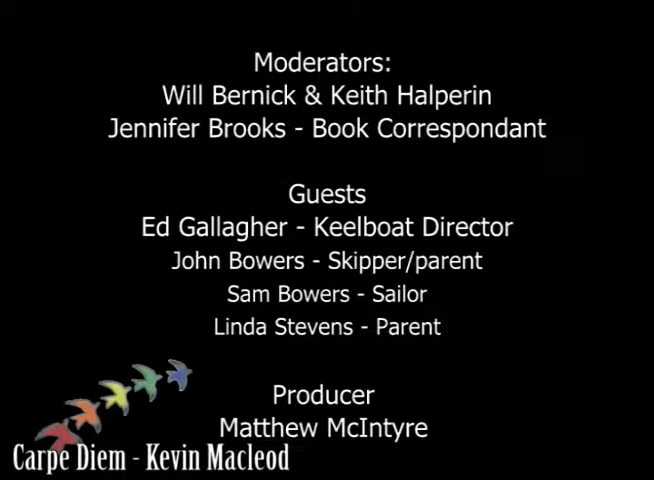 Moderators:
Will Bernick & Keith Halperin
Jennifer Brooks - Book Correspondant
Guests
Ed Gallagher - Keelboat Director
John Bowers - Skipper/parent
Sam Bowers - Sailor
Linda Stevens - Parent
Producer
Matthew McIntyre
Carpe Diem - Kevin Macleod